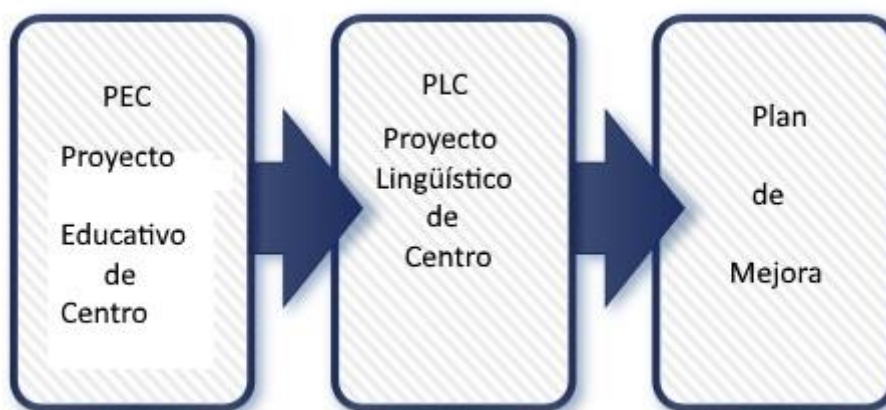 PEC
Proyecto
Educativo
de
Centro
PLC
Proyecto
Lingüístico
de
Centro
Plan
de
Mejora